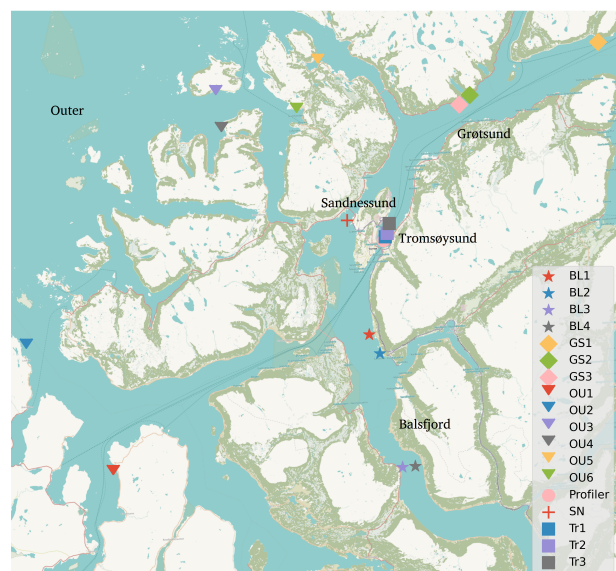 Outer
Grøtsund
Sandnessund
Tromsøysund
Balsfjord
BL1
BL2
BL3
BL4
GS1
GS2
GS3
OU1
OU2
OU3
OU4
OU5
OU6
Profiler
SN
Tr1
Tr2
Tr3